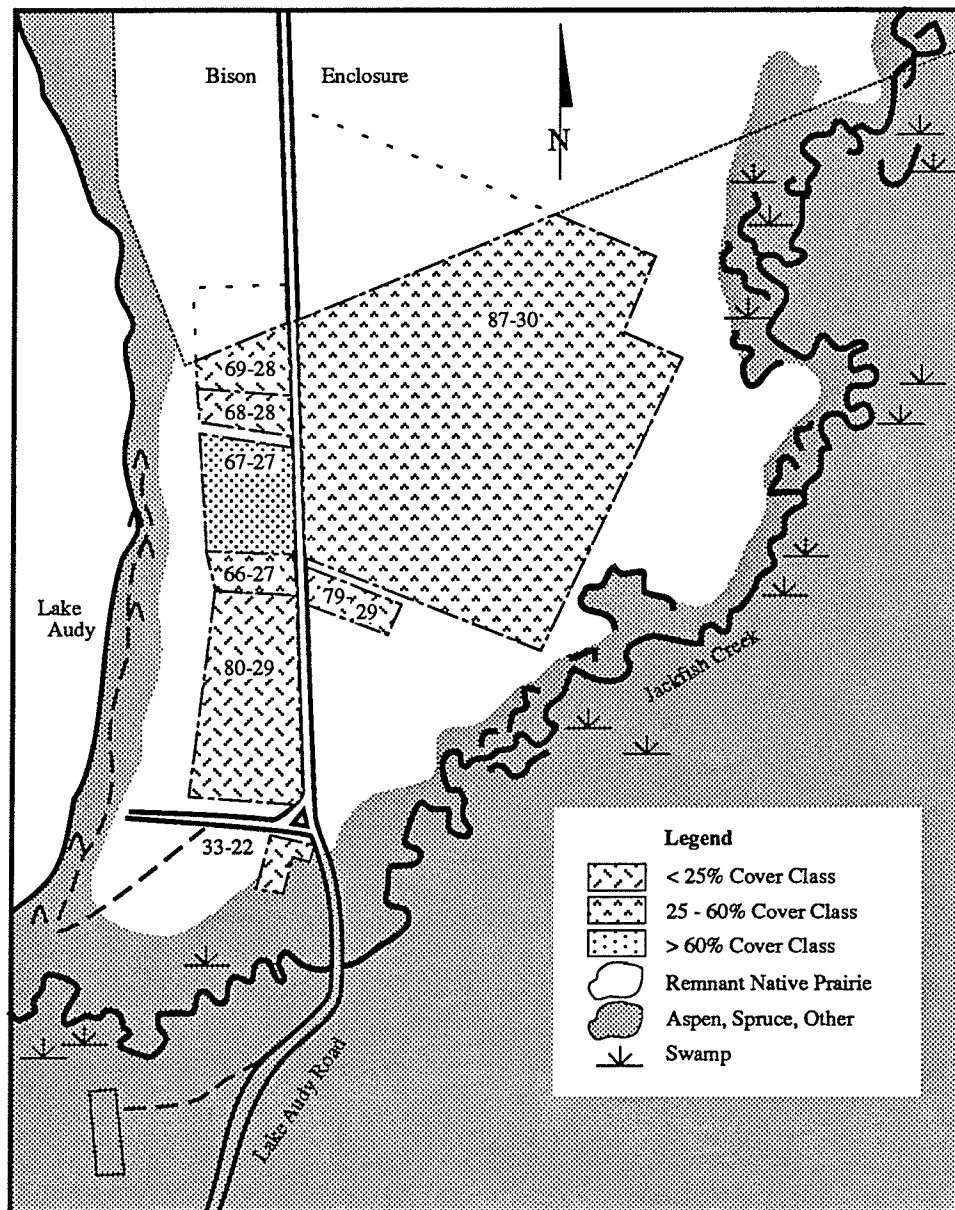 Bison Enclosure
N
87-30
69-28
68-28
67-27
66-27
79-
29
Lake
Audy
80-29
Jackfish Creek
33-22
Legend
< 25% Cover Class
25 - 60% Cover Class
> 60% Cover Class
Remnant Native Prairie
Aspen, Spruce, Other
Swamp
Lake Audy Road